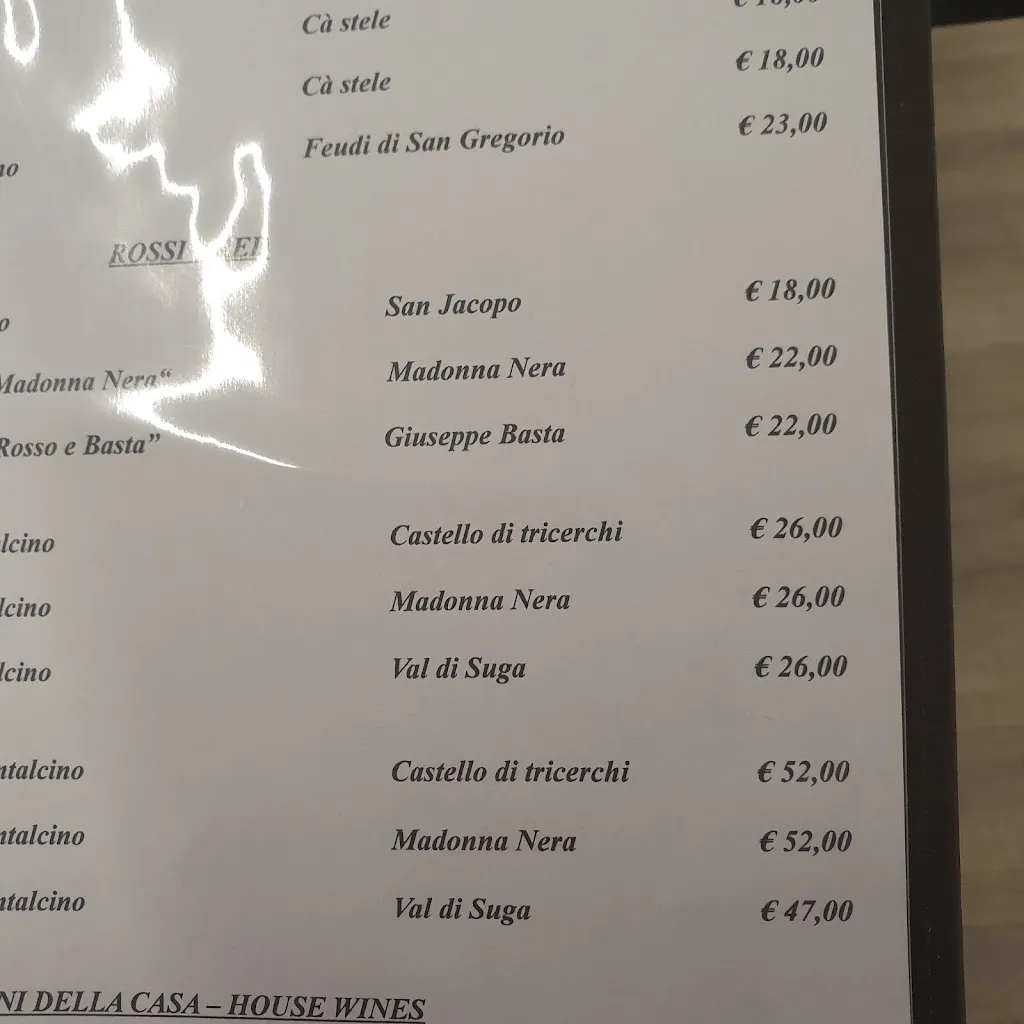 Cà stele
Cà stele € 18,00
Feudi di San Gregorio € 23,00
ROSSI
San Jacopo € 18,00
Madonna Nera“ Madonna Nera € 22,00
Rosso e Basta” Giuseppe Basta € 22,00
lcino Castello di tricerchi € 26,00
lcino Madonna Nera € 26,00
lcino Val di Suga € 26,00
ntalcino Castello di tricerchi € 52,00
ntalcino Madonna Nera € 52,00
ntalcino Val di Suga € 47,00
NI DELLA CASA – HOUSE WINES